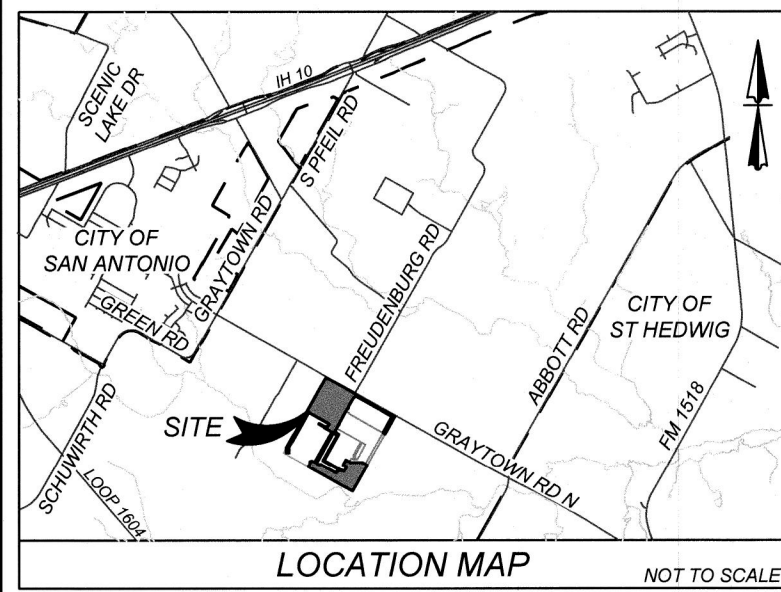 IH 10
SCENIC
LAKE DR
S PFEIL RD
CITY OF
SAN ANTONIO
GRAYTOWN RD
GREEN RD
FREUDENBURG RD
ABBOTT RD
CITY OF
ST HEDWIG
FM 1518
SCHUWIRTH RD
SITE
GRAYTOWN RD N
LOOP 1604
LOCATION MAP
NOT TO SCALE